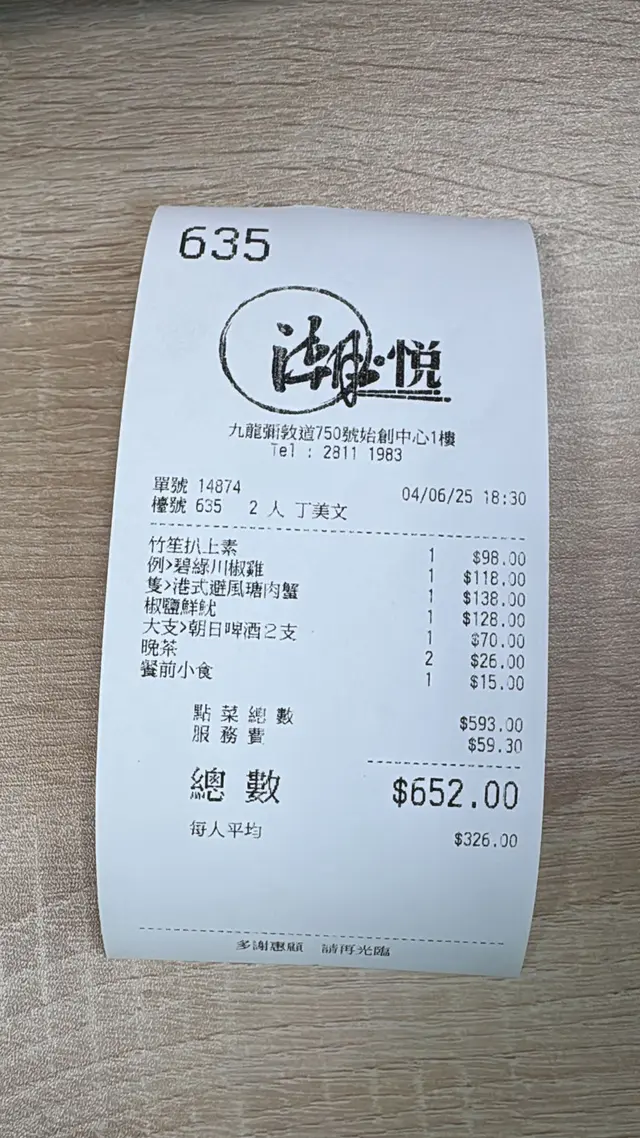 635
潮悅
九龍彌敦道750號始創中心1樓
Tel : 2811 1983
單號 14874 04/06/25 18:30
檯號 635 2 人 丁美文
竹笙扒上素 1 $98.00
例>碧綠川椒雞 1 $118.00
隻>港式避風瑭肉蟹 1 $138.00
椒鹽鮮魷 1 $128.00
大支>朝日啤酒2支 1 $70.00
晚茶 2 $26.00
餐前小食 1 $15.00
點菜總數 $593.00
服務費 $59.30
總數 $652.00
每人平均 $326.00
多謝惠顧 請再光臨